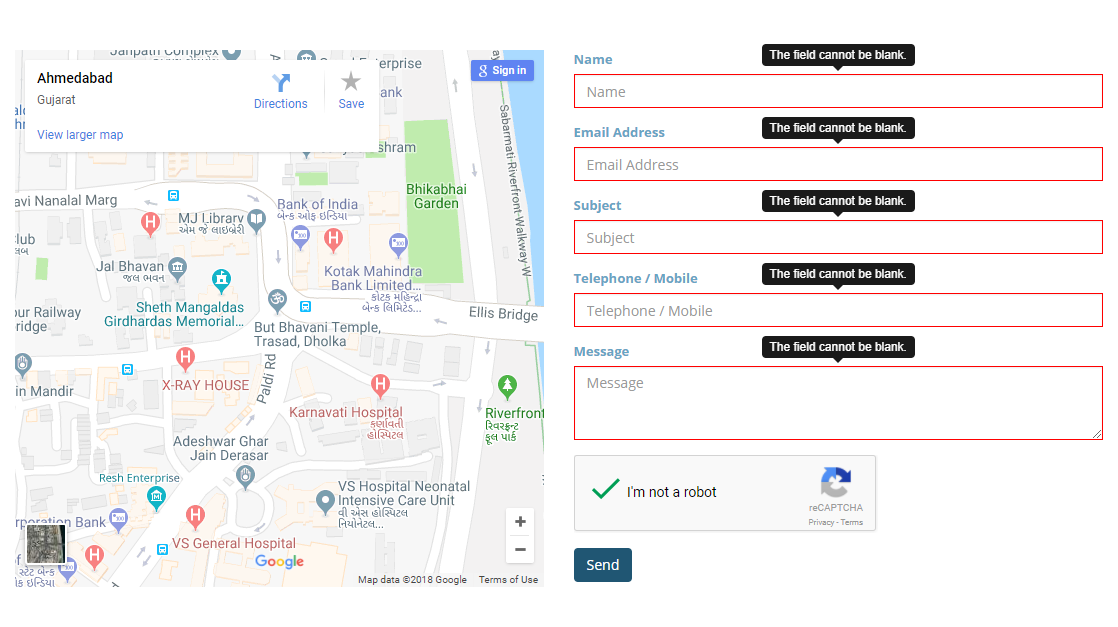 Janpath Complex
Enterprise
Ahmedabad
Gujarat
Directions
Save
View larger map
Sign in
ank
shram
Sabarmati-Riverfront-Walkway-W
Bhikabhai
Garden
avi Nanalal Marg
Bank of India
બેન્ક ઓફ ઇન્ડિયા
MJ Library
એમ જે લાઇબ્રેરી
lub
લબ
Jal Bhavan
જલ ભવન
Kotak Mahindra
Bank Limited...
કોટક મહિન્દ્રા
બેન્ક લિમિટેડ...
Sheth Mangaldas
Girdhardas Memorial...
our Railway
ridge
But Bhavani Temple,
Trasad, Dholka
Ellis Bridge
Paldi Rd
in Mandir
X-RAY HOUSE
Karnavati Hospital
કર્ણાવતી
હોસ્પિટલ
Riverfront
રિવરફ્રન્ટ
ફૂલ પાર્ક
Adeshwar Ghar
Jain Derasar
Resh Enterprise
VS Hospital Neonatal
Intensive Care Unit
વી એસ હોસ્પિટલ
નિયોનેટલ...
rporation Bank
VS General Hospital
સ્ટેટ બેંક
ઓફ ઇન્ડિયા
Google
Map data ©2018 Google
Terms of Use
Name
The field cannot be blank.
Name
Email Address
The field cannot be blank.
Email Address
Subject
The field cannot be blank.
Subject
Telephone / Mobile
The field cannot be blank.
Telephone / Mobile
Message
The field cannot be blank.
Message
I'm not a robot
reCAPTCHA
Privacy - Terms
Send